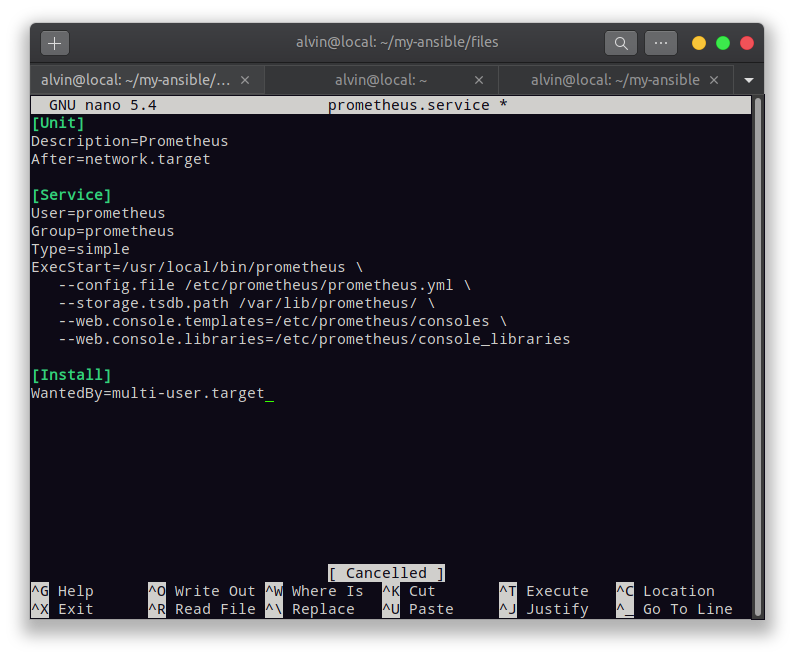 alvin@local: ~/my-ansible/files
alvin@local: ~/my-ansible/... × alvin@local: ~ × alvin@local: ~/my-ansible ×
GNU nano 5.4 prometheus.service *
[Unit]
Description=Prometheus
After=network.target

[Service]
User=prometheus
Group=prometheus
Type=simple
ExecStart=/usr/local/bin/prometheus \
   --config.file /etc/prometheus/prometheus.yml \
   --storage.tsdb.path /var/lib/prometheus/ \
   --web.console.templates=/etc/prometheus/consoles \
   --web.console.libraries=/etc/prometheus/console_libraries

[Install]
WantedBy=multi-user.target_
[ Cancelled ]
^G Help ^O Write Out ^W Where Is ^K Cut ^T Execute ^C Location
^X Exit ^R Read File ^\ Replace ^U Paste ^J Justify ^_ Go To Line